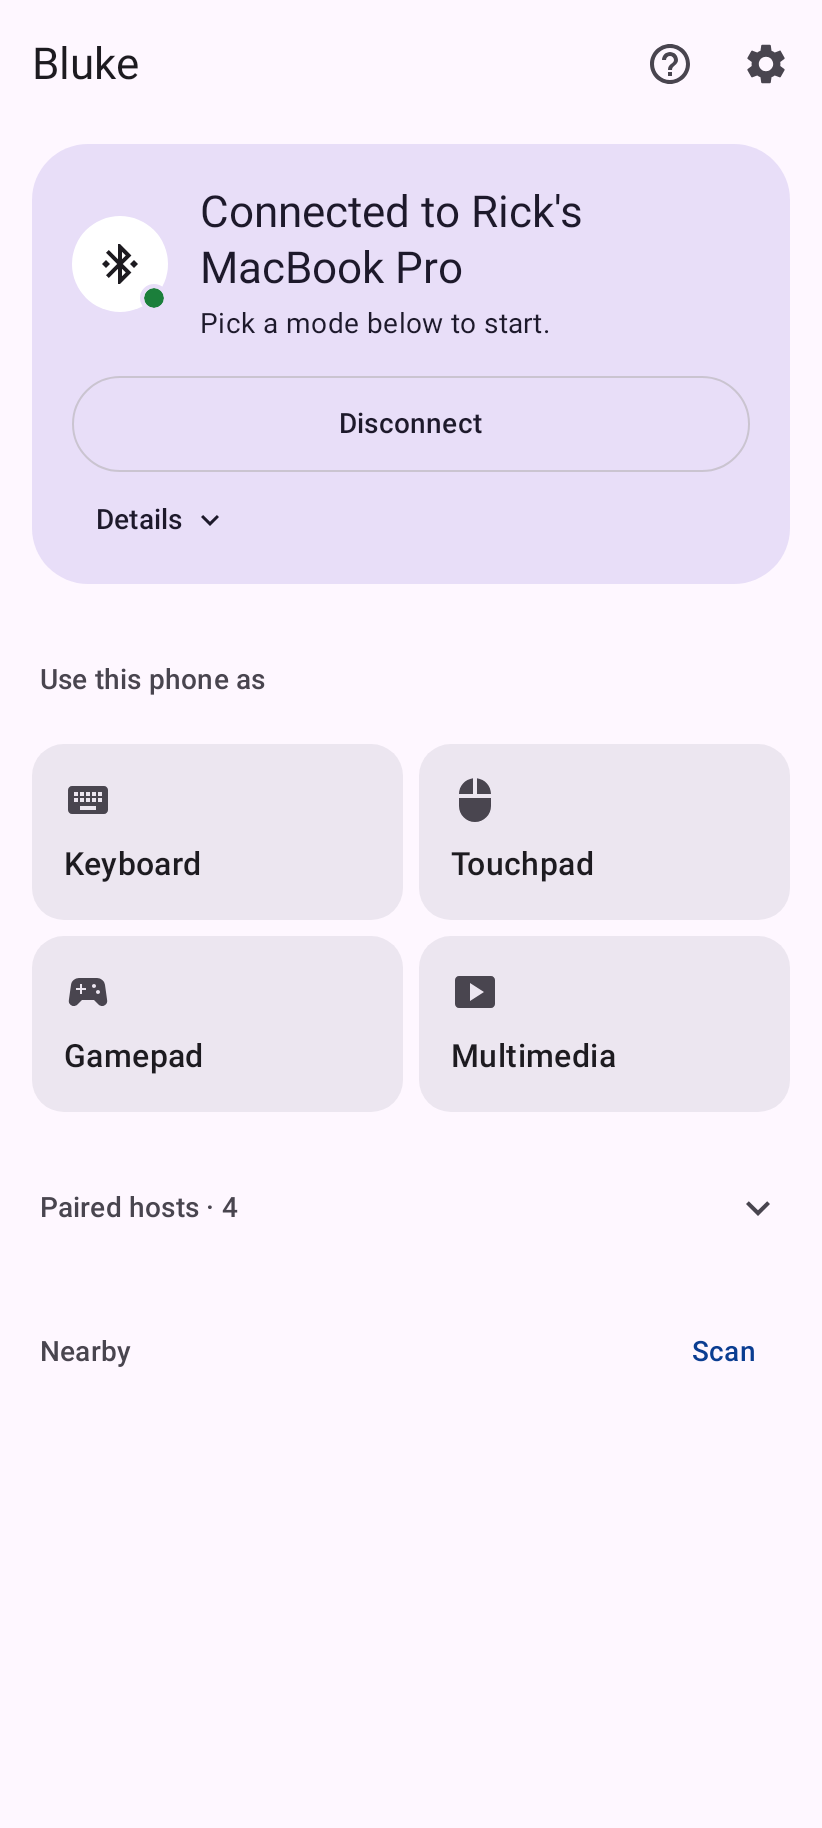 Bluke
Connected to Rick's
MacBook Pro
Pick a mode below to start.
Disconnect
Details
Use this phone as
Keyboard
Touchpad
Gamepad
Multimedia
Paired hosts · 4
Nearby
Scan